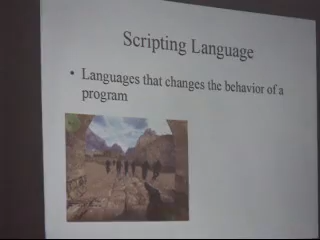 Scripting Language
• Languages that changes the behavior of a
program